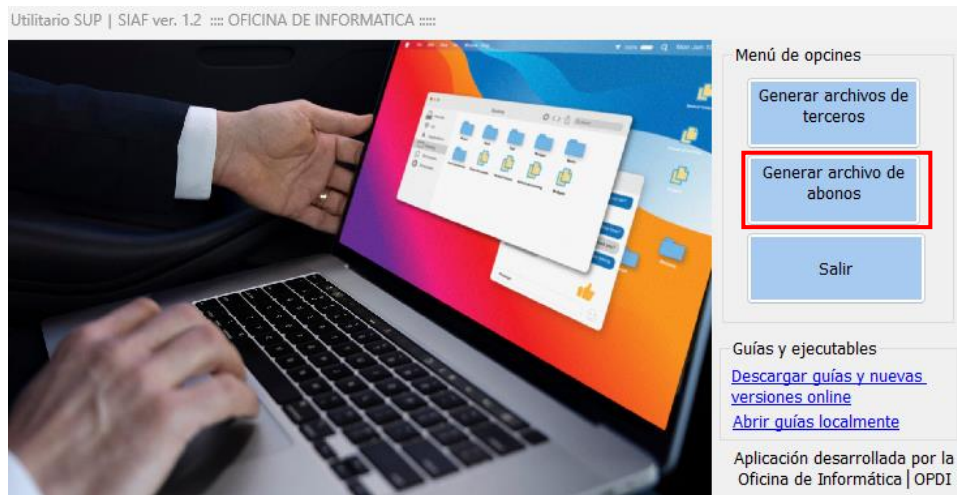 Utilitario SUP | SIAF ver. 1.2 :::: OFICINA DE INFORMATICA :::::
Menú de opcines
Generar archivos de
terceros
Generar archivo de
abonos
Salir
Guías y ejecutables
Descargar guías y nuevas
versiones online
Abrir guías localmente
Aplicación desarrollada por la
Oficina de Informática | OPDI